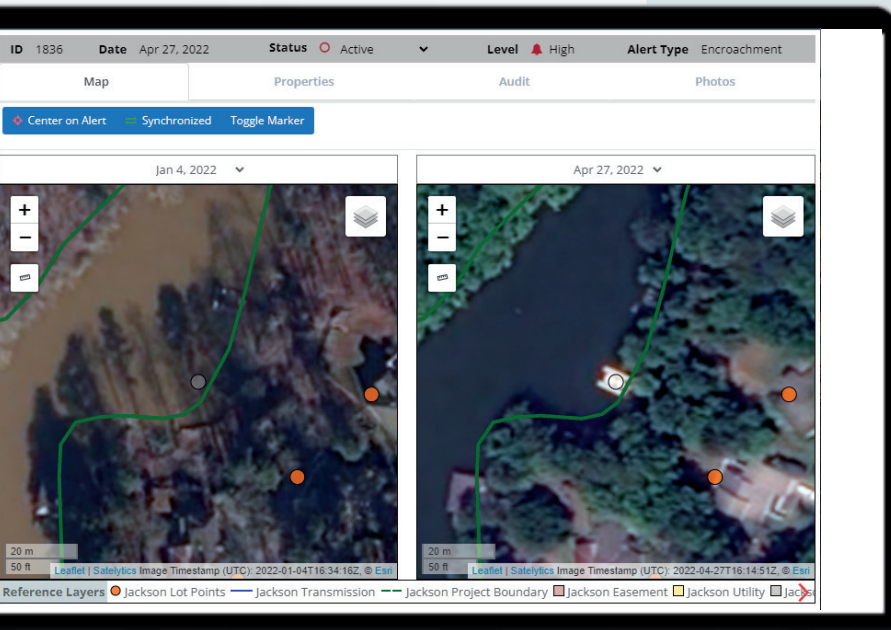 ID 1836 Date Apr 27, 2022 Status Active Level High Alert Type Encroachment
Map Properties Audit Photos
Center on Alert Synchronized Toggle Marker
Jan 4, 2022
+
−
20 m
50 ft
Leaflet | Satelytics Image Timestamp (UTC): 2022-01-04T16:34:16Z, © Esri
Apr 27, 2022
+
−
20 m
50 ft
Leaflet | Satelytics Image Timestamp (UTC): 2022-04-27T16:14:51Z, © Esri
Reference Layers Jackson Lot Points Jackson Transmission Jackson Project Boundary Jackson Easement Jackson Utility